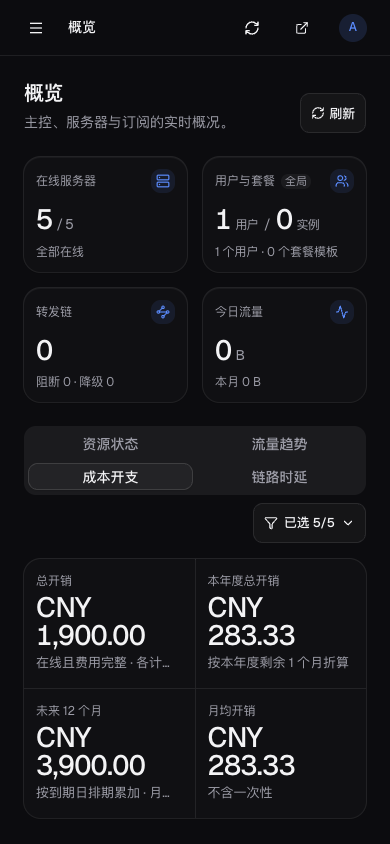 概览
A
概览
主控、服务器与订阅的实时概况。
刷新
在线服务器
5 / 5
全部在线
用户与套餐 全局
1 用户 / 0 实例
1 个用户 · 0 个套餐模板
转发链
0
阻断 0 · 降级 0
今日流量
0 B
本月 0 B
资源状态
流量趋势
成本开支
链路时延
已选 5/5
总开销
CNY
1,900.00
在线且费用完整 · 各计...
本年度总开销
CNY
283.33
按本年度剩余 1 个月折算
未来 12 个月
CNY
3,900.00
按到期日排期累加 · 月...
月均开销
CNY
283.33
不含一次性